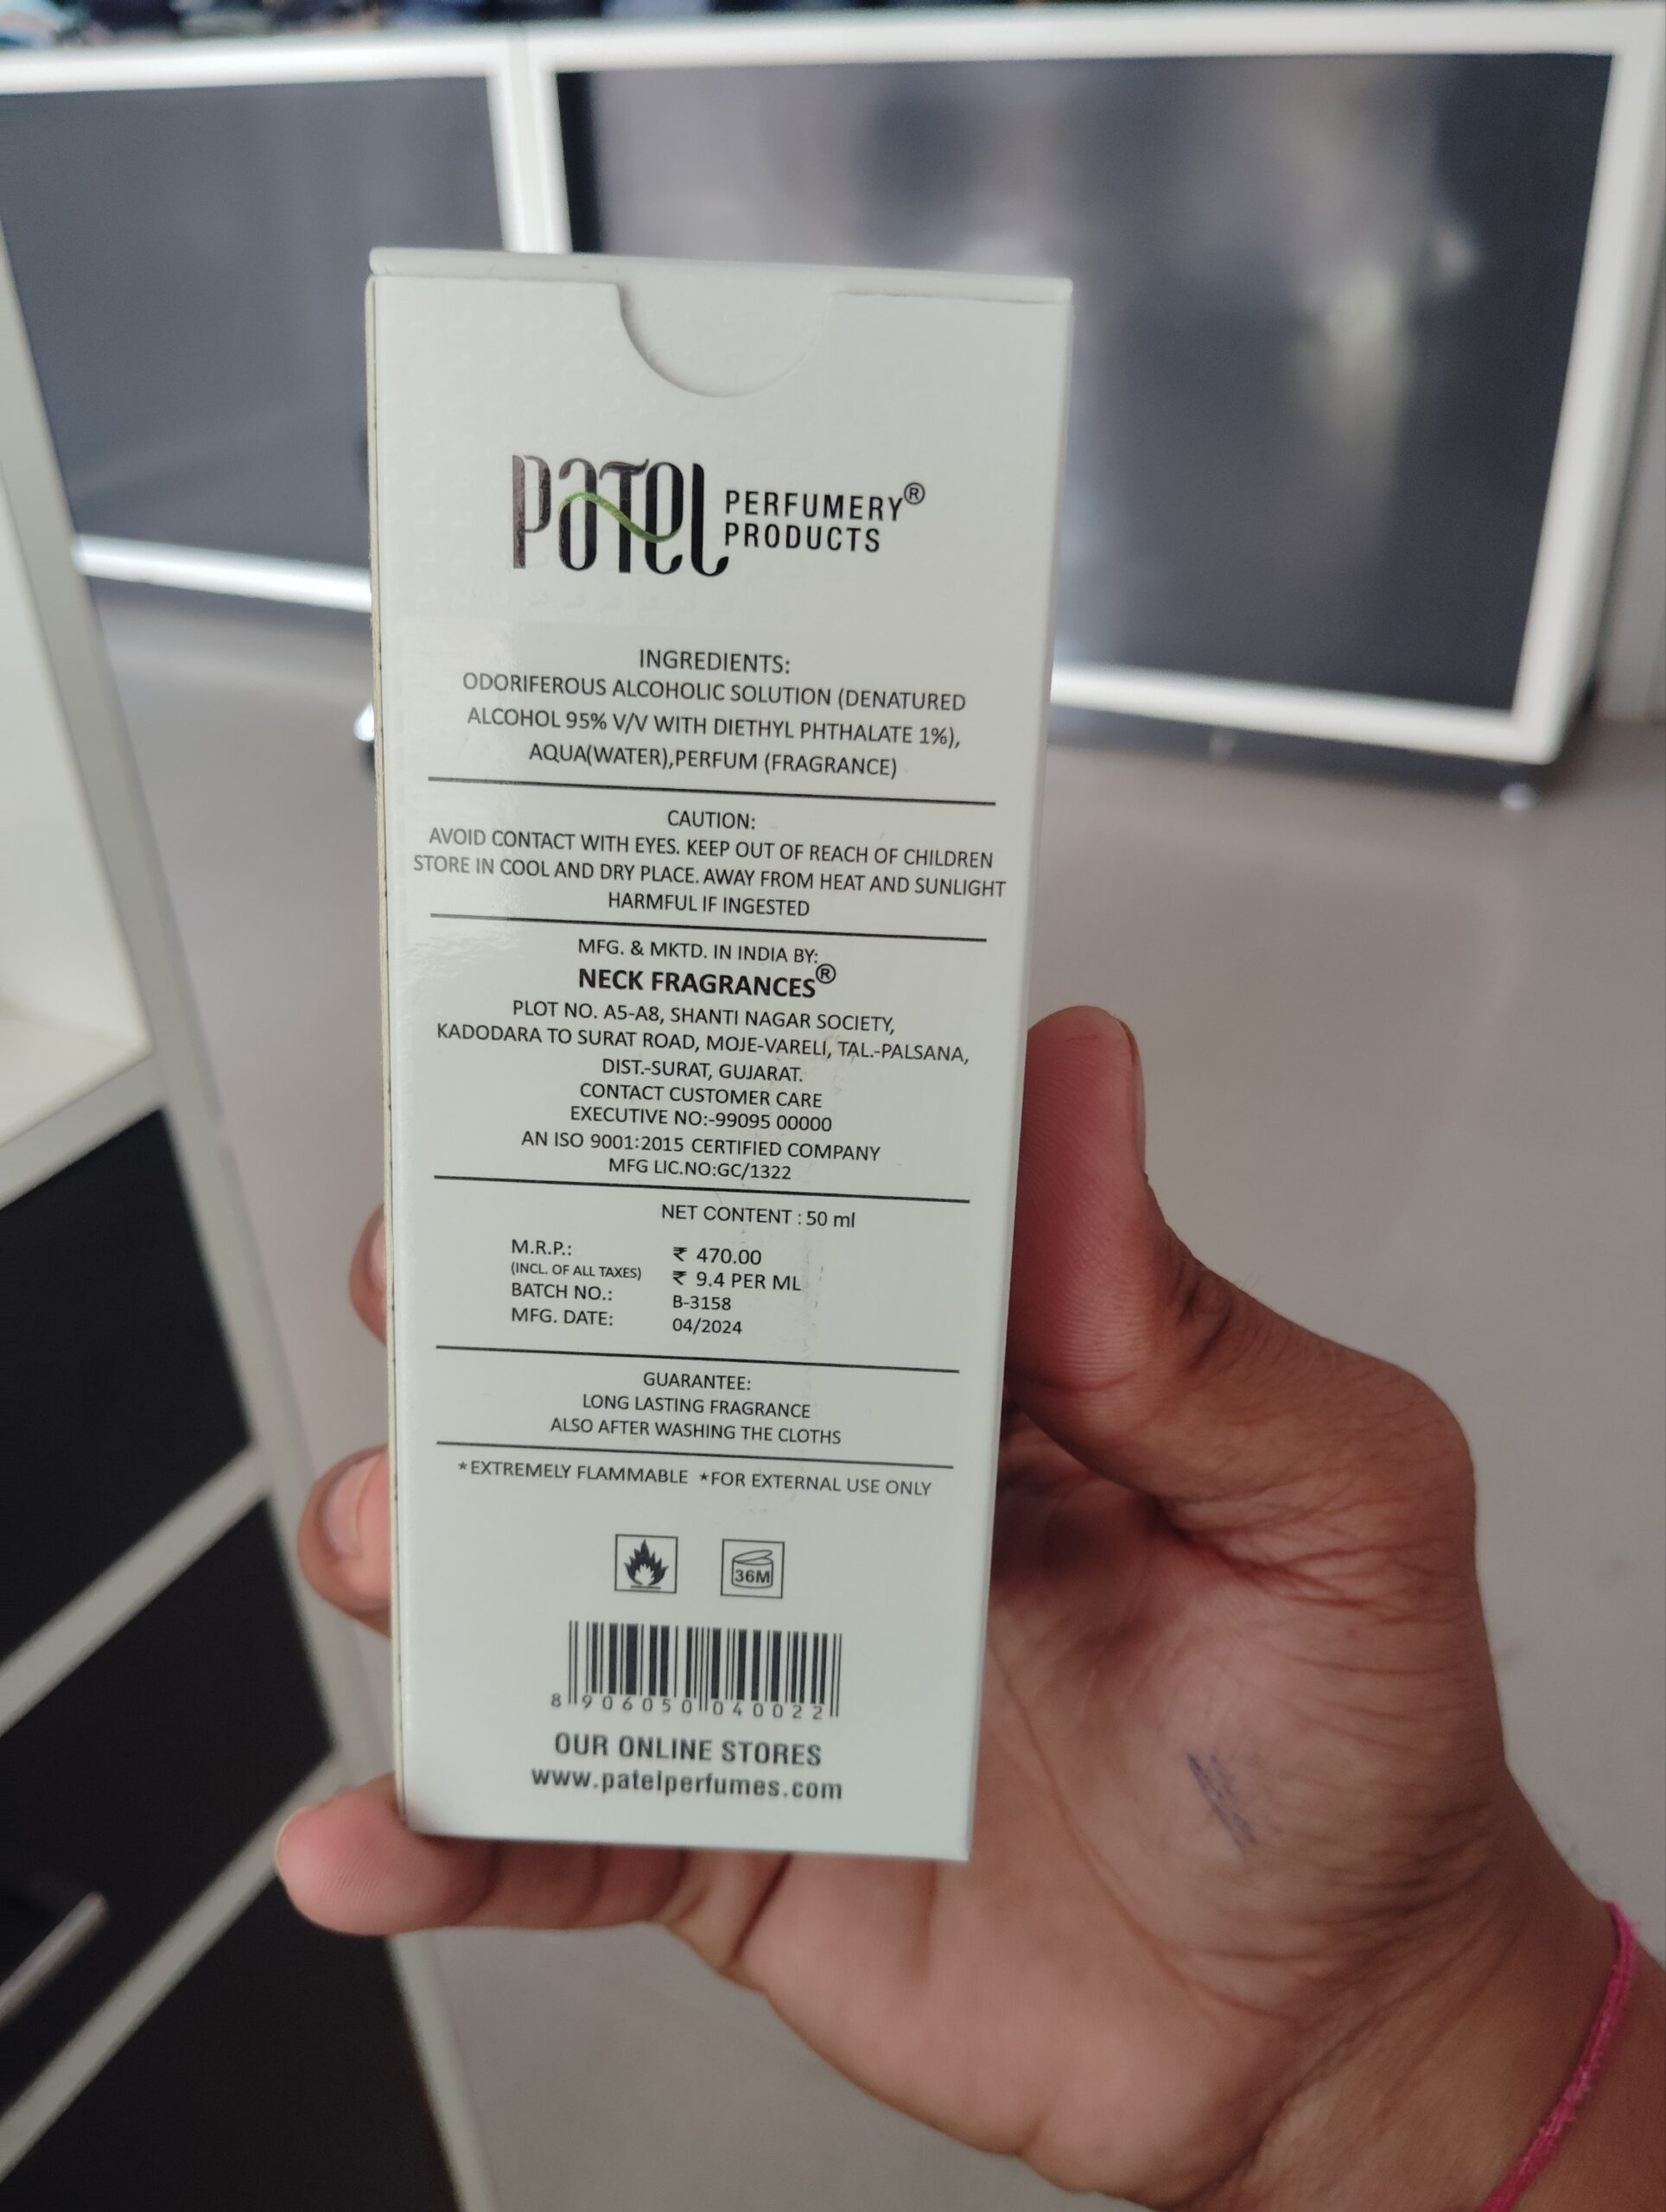 PATEL PERFUMERY®
PRODUCTS
INGREDIENTS:
ODORIFEROUS ALCOHOLIC SOLUTION (DENATURED
ALCOHOL 95% V/V WITH DIETHYL PHTHALATE 1%),
AQUA(WATER),PERFUM (FRAGRANCE)
CAUTION:
AVOID CONTACT WITH EYES. KEEP OUT OF REACH OF CHILDREN
STORE IN COOL AND DRY PLACE. AWAY FROM HEAT AND SUNLIGHT
HARMFUL IF INGESTED
MFG. & MKTD. IN INDIA BY:
NECK FRAGRANCES®
PLOT NO. A5-A8, SHANTI NAGAR SOCIETY,
KADODARA TO SURAT ROAD, MOJE-VARELI, TAL.-PALSANA,
DIST.-SURAT, GUJARAT.
CONTACT CUSTOMER CARE
EXECUTIVE NO:-99095 00000
AN ISO 9001:2015 CERTIFIED COMPANY
MFG LIC.NO:GC/1322
NET CONTENT : 50 ml
M.R.P.: ₹ 470.00
(INCL. OF ALL TAXES) ₹ 9.4 PER ML
BATCH NO.: B-3158
MFG. DATE: 04/2024
GUARANTEE:
LONG LASTING FRAGRANCE
ALSO AFTER WASHING THE CLOTHS
*EXTREMELY FLAMMABLE *FOR EXTERNAL USE ONLY
36M
8 906050 040022
OUR ONLINE STORES
www.patelperfumes.com